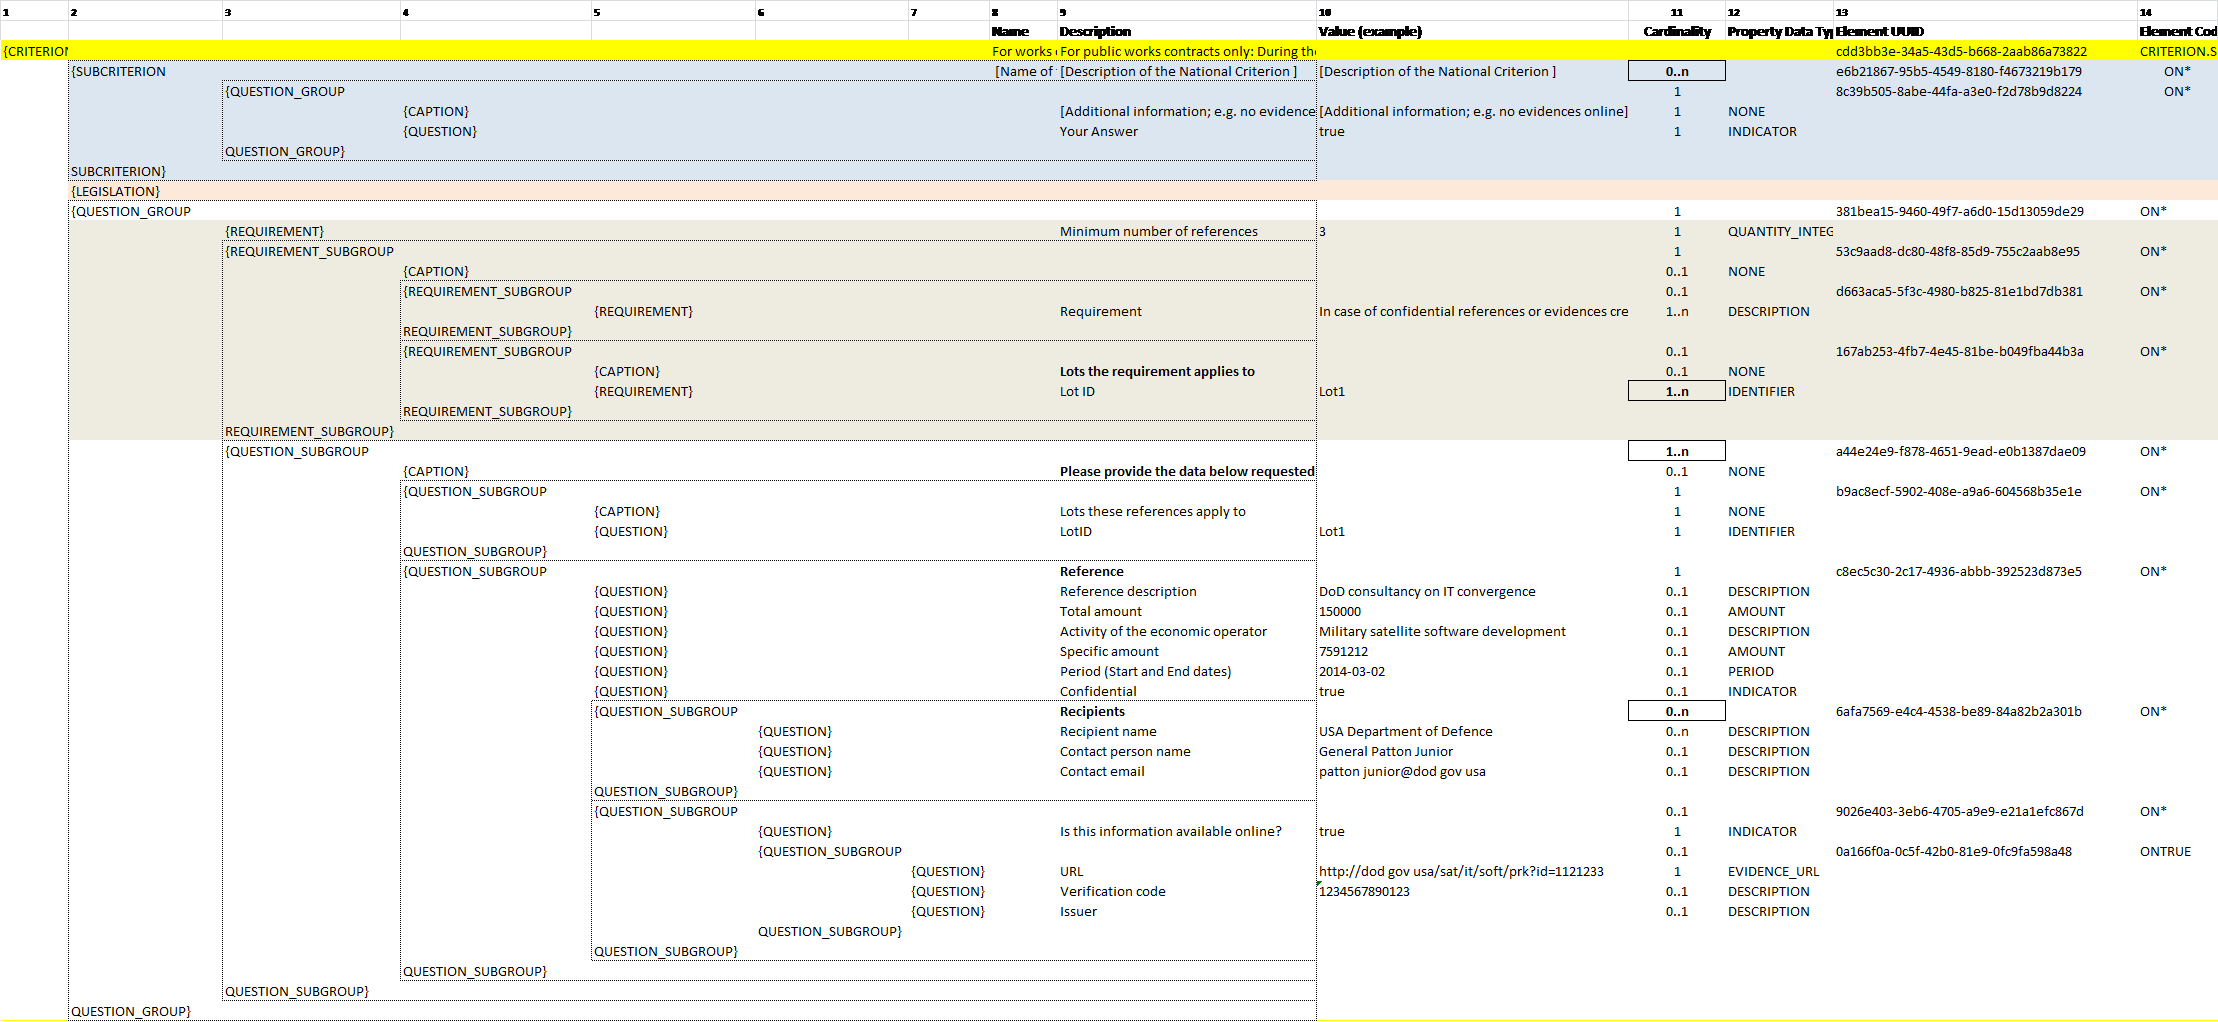 1 2 3 4 5 6 7 8 9 10 11 12 13 14
Name Description Value (example) Cardinality Property Data Ty Element UUID Element Cod
{CRITERION For works For public works contracts only: During the cdd3bb3e-34a5-43d5-b668-2aab86a73822 CRITERION.S
{SUBCRITERION [Name of [Description of the National Criterion ] [Description of the National Criterion ] 0..n e6b21867-95b5-4549-8180-f4673219b179 ON*
{QUESTION_GROUP 1 8c39b505-8abe-44fa-a3e0-f2d78b9d8224 ON*
{CAPTION} [Additional information; e.g. no evidence [Additional information; e.g. no evidences online] 1 NONE
{QUESTION} Your Answer true 1 INDICATOR
QUESTION_GROUP}
SUBCRITERION}
{LEGISLATION}
{QUESTION_GROUP 1 381bea15-9460-49f7-a6d0-15d13059de29 ON*
{REQUIREMENT} Minimum number of references 3 1 QUANTITY_INTEG
{REQUIREMENT_SUBGROUP 1 53c9aad8-dc80-48f8-85d9-755c2aab8e95 ON*
{CAPTION} 0..1 NONE
{REQUIREMENT_SUBGROUP 0..1 d663aca5-5f3c-4980-b825-81e1bd7db381 ON*
{REQUIREMENT} Requirement In case of confidential references or evidences cre 1..n DESCRIPTION
REQUIREMENT_SUBGROUP}
{REQUIREMENT_SUBGROUP 0..1 167ab253-4fb7-4e45-81be-b049fba44b3a ON*
{CAPTION} Lots the requirement applies to 0..1 NONE
{REQUIREMENT} Lot ID Lot1 1..n IDENTIFIER
REQUIREMENT_SUBGROUP}
REQUIREMENT_SUBGROUP}
{QUESTION_SUBGROUP 1..n a44e24e9-f878-4651-9ead-e0b1387dae09 ON*
{CAPTION} Please provide the data below requested 0..1 NONE
{QUESTION_SUBGROUP 1 b9ac8ecf-5902-408e-a9a6-604568b35e1e ON*
{CAPTION} Lots these references apply to 1 NONE
{QUESTION} LotID Lot1 1 IDENTIFIER
QUESTION_SUBGROUP}
{QUESTION_SUBGROUP Reference 1 c8ec5c30-2c17-4936-abbb-392523d873e5 ON*
{QUESTION} Reference description DoD consultancy on IT convergence 0..1 DESCRIPTION
{QUESTION} Total amount 150000 0..1 AMOUNT
{QUESTION} Activity of the economic operator Military satellite software development 0..1 DESCRIPTION
{QUESTION} Specific amount 7591212 0..1 AMOUNT
{QUESTION} Period (Start and End dates) 2014-03-02 0..1 PERIOD
{QUESTION} Confidential true 0..1 INDICATOR
{QUESTION_SUBGROUP Recipients 0..n 6afa7569-e4c4-4538-be89-84a82b2a301b ON*
{QUESTION} Recipient name USA Department of Defence 0..n DESCRIPTION
{QUESTION} Contact person name General Patton Junior 0..1 DESCRIPTION
{QUESTION} Contact email patton junior@dod gov usa 0..1 DESCRIPTION
QUESTION_SUBGROUP}
{QUESTION_SUBGROUP 0..1 9026e403-3eb6-4705-a9e9-e21a1efc867d ON*
{QUESTION} Is this information available online? true 1 INDICATOR
{QUESTION_SUBGROUP 0..1 0a166f0a-0c5f-42b0-81e9-0fc9fa598a48 ONTRUE
{QUESTION} URL http://dod gov usa/sat/it/soft/prk?id=1121233 1 EVIDENCE_URL
{QUESTION} Verification code 1234567890123 0..1 DESCRIPTION
{QUESTION} Issuer 0..1 DESCRIPTION
QUESTION_SUBGROUP}
QUESTION_SUBGROUP}
QUESTION_SUBGROUP}
QUESTION_SUBGROUP}
QUESTION_GROUP}